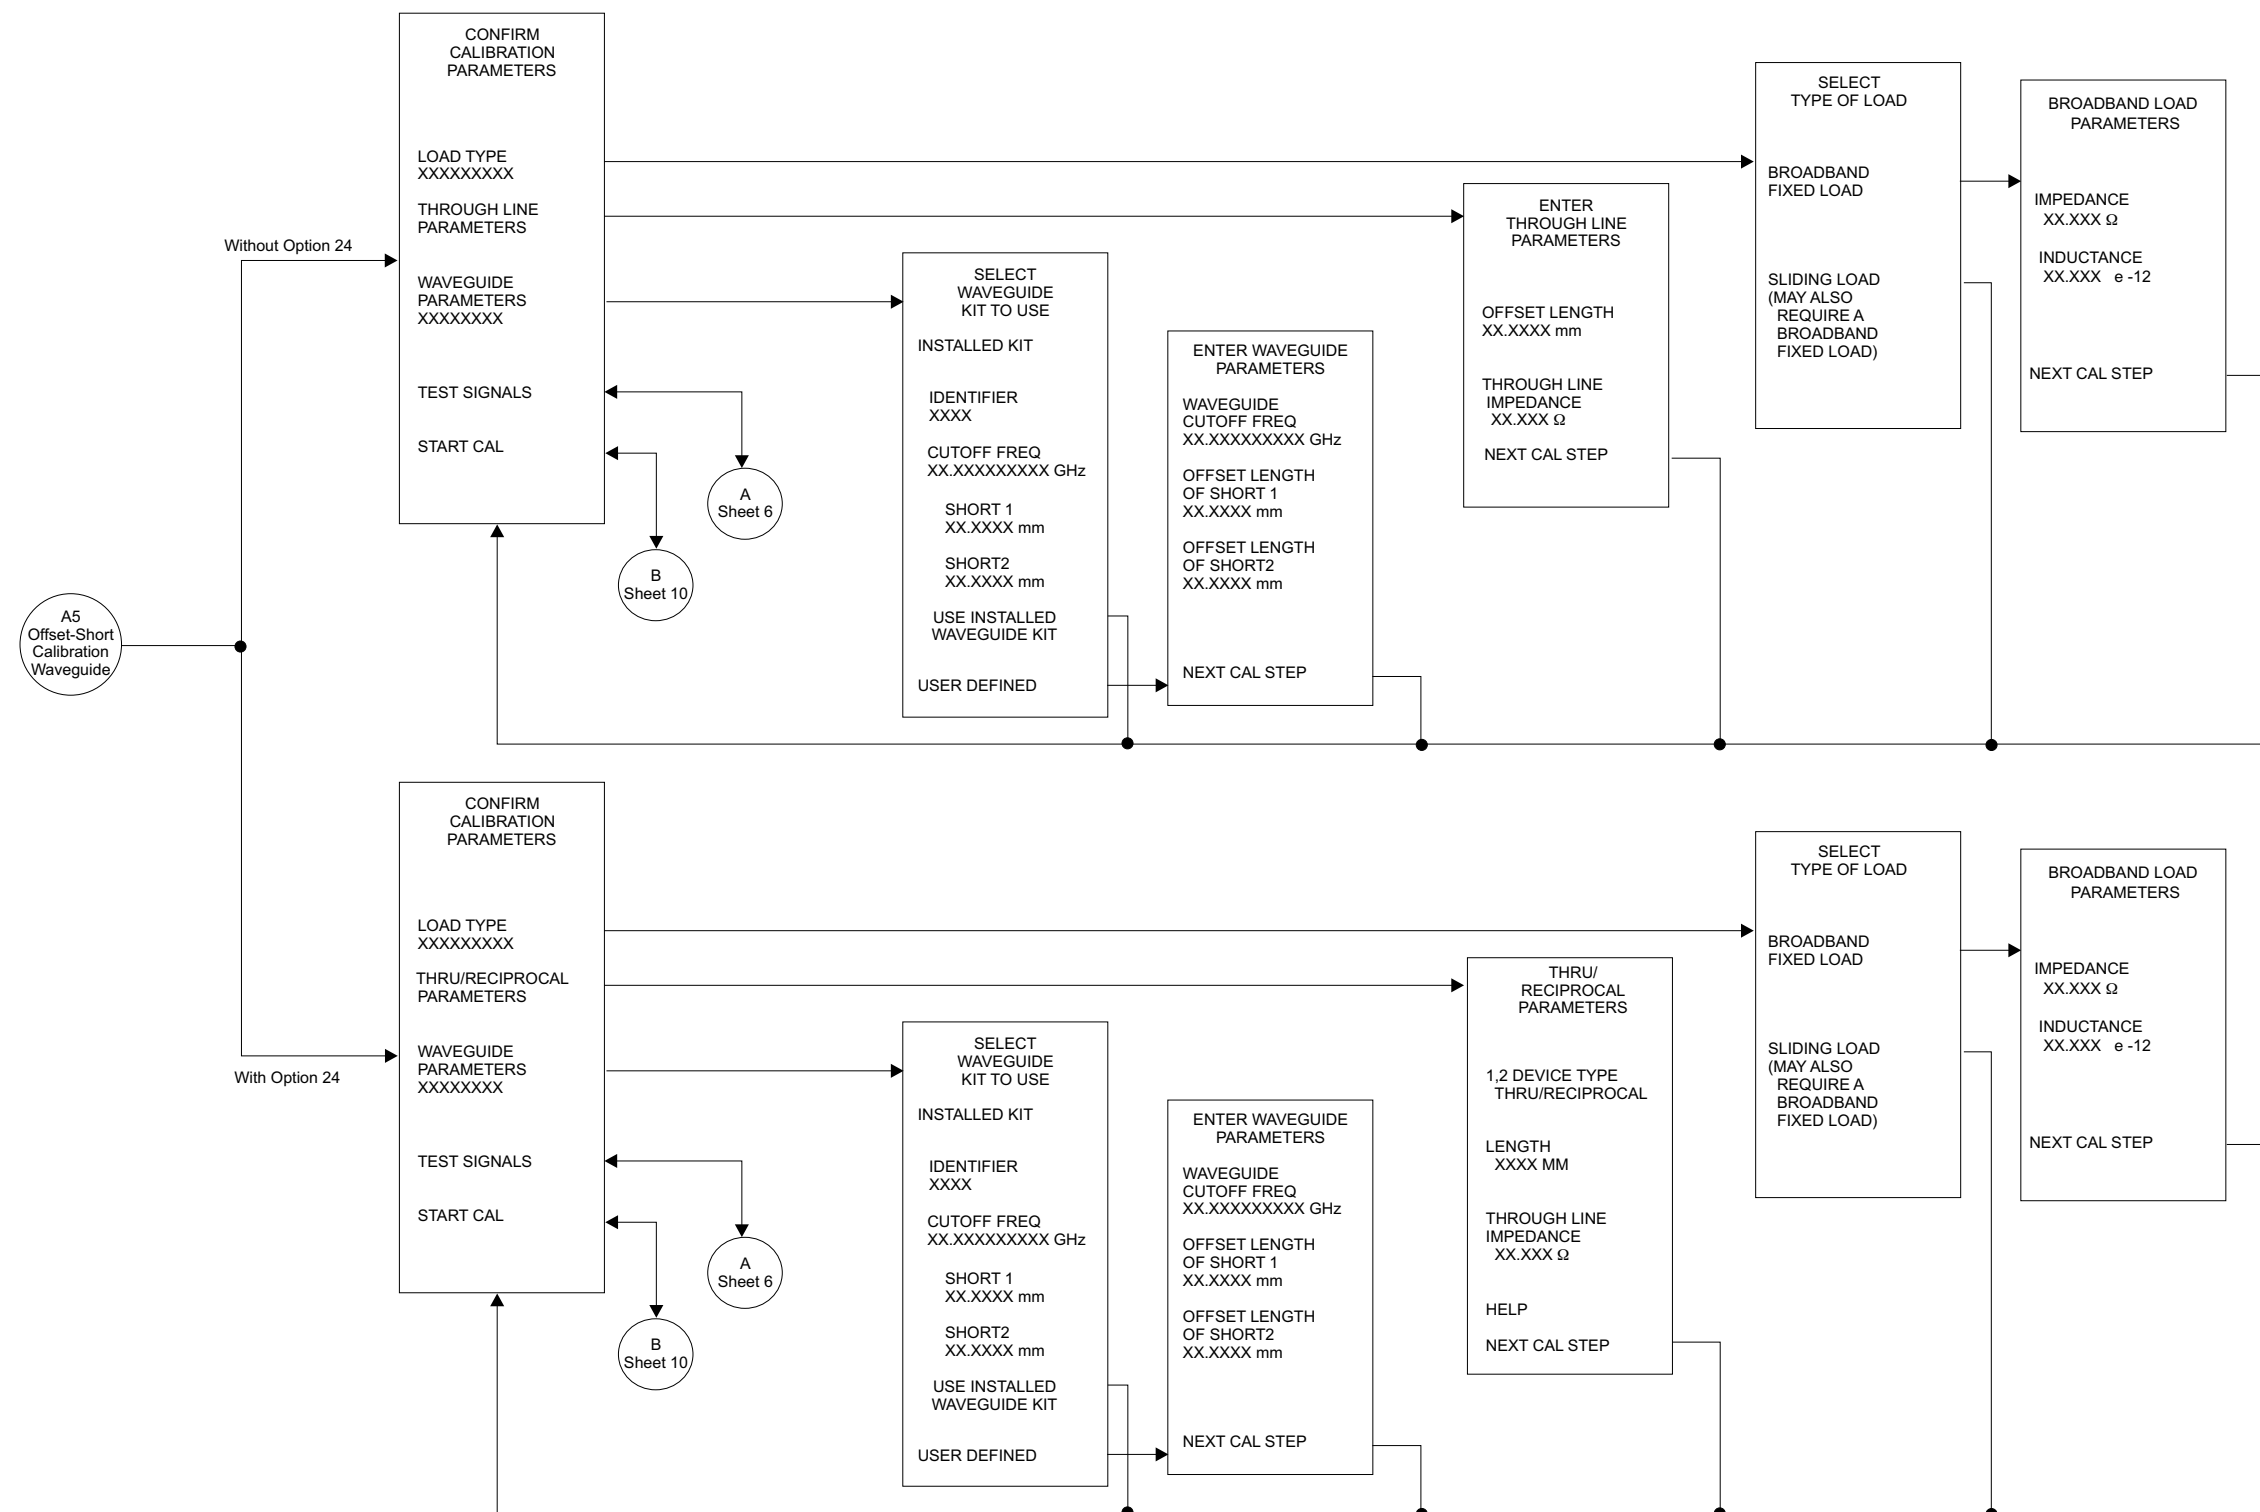 A5
Offset-Short
Calibration
Waveguide
Without Option 24
CONFIRM
CALIBRATION
PARAMETERS
LOAD TYPE
XXXXXXXXX
THROUGH LINE
PARAMETERS
WAVEGUIDE
PARAMETERS
XXXXXXXX
TEST SIGNALS
START CAL
A
Sheet 6
B
Sheet 10
SELECT
WAVEGUIDE
KIT TO USE
INSTALLED KIT
IDENTIFIER
XXXX
CUTOFF FREQ
XX.XXXXXXXXX GHz
SHORT 1
XX.XXXX mm
SHORT2
XX.XXXX mm
USE INSTALLED
WAVEGUIDE KIT
USER DEFINED
ENTER WAVEGUIDE
PARAMETERS
WAVEGUIDE
CUTOFF FREQ
XX.XXXXXXXXX GHz
OFFSET LENGTH
OF SHORT 1
XX.XXXX mm
OFFSET LENGTH
OF SHORT2
XX.XXXX mm
NEXT CAL STEP
ENTER
THROUGH LINE
PARAMETERS
OFFSET LENGTH
XX.XXXX mm
THROUGH LINE
IMPEDANCE
XX.XXX Ω
NEXT CAL STEP
SELECT
TYPE OF LOAD
BROADBAND
FIXED LOAD
SLIDING LOAD
(MAY ALSO
REQUIRE A
BROADBAND
FIXED LOAD)
BROADBAND LOAD
PARAMETERS
IMPEDANCE
XX.XXX Ω
INDUCTANCE
XX.XXX e -12
NEXT CAL STEP
With Option 24
CONFIRM
CALIBRATION
PARAMETERS
LOAD TYPE
XXXXXXXXX
THRU/RECIPROCAL
PARAMETERS
WAVEGUIDE
PARAMETERS
XXXXXXXX
TEST SIGNALS
START CAL
A
Sheet 6
B
Sheet 10
SELECT
WAVEGUIDE
KIT TO USE
INSTALLED KIT
IDENTIFIER
XXXX
CUTOFF FREQ
XX.XXXXXXXXX GHz
SHORT 1
XX.XXXX mm
SHORT2
XX.XXXX mm
USE INSTALLED
WAVEGUIDE KIT
USER DEFINED
ENTER WAVEGUIDE
PARAMETERS
WAVEGUIDE
CUTOFF FREQ
XX.XXXXXXXXX GHz
OFFSET LENGTH
OF SHORT 1
XX.XXXX mm
OFFSET LENGTH
OF SHORT2
XX.XXXX mm
NEXT CAL STEP
THRU/
RECIPROCAL
PARAMETERS
1,2 DEVICE TYPE
THRU/RECIPROCAL
LENGTH
XXXX MM
THROUGH LINE
IMPEDANCE
XX.XXX Ω
HELP
NEXT CAL STEP
SELECT
TYPE OF LOAD
BROADBAND
FIXED LOAD
SLIDING LOAD
(MAY ALSO
REQUIRE A
BROADBAND
FIXED LOAD)
BROADBAND LOAD
PARAMETERS
IMPEDANCE
XX.XXX Ω
INDUCTANCE
XX.XXX e -12
NEXT CAL STEP